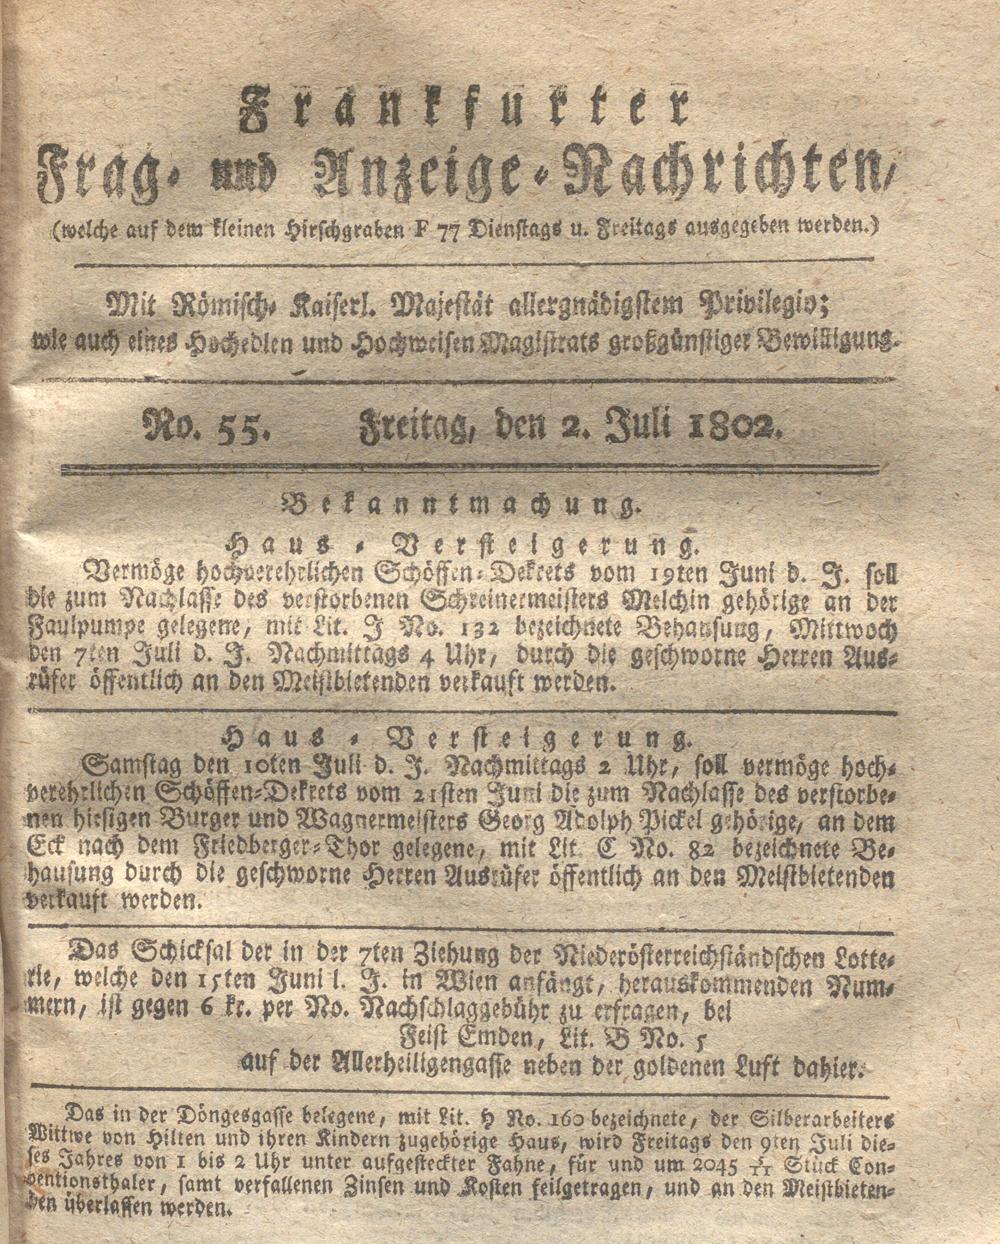 Frankfurter
Frag- und Anzeige-Nachrichten,
(welche auf dem kleinen Hirschgraben F 77 Dienstags u. Freitags ausgegeben werden.)
Mit Römisch- Kaiserl. Majestät allergnädigstem Privilegio;
wie auch eines Hochedlen und Hochweisen Magistrats großgünstiger Bewilligung.
No. 55. Freitag, den 2. Juli 1802.
Bekanntmachung.
Haus-Versteigerung.
Vermöge hochverehrlichen Schöffen-Dekrets vom 19ten Juni d. J. soll
die zum Nachlasse des verstorbenen Schreinermeisters Melchin gehörige an der
Faulpumpe gelegene, mit Lit. J No. 132 bezeichnete Behausung, Mittwoch
den 7ten Juli d. J. Nachmittags 4 Uhr, durch die geschworne Herren Aus-
rüfer öffentlich an den Meistbietenden verkauft werden.
Haus-Versteigerung.
Samstag den 10ten Juli d. J. Nachmittags 2 Uhr, soll vermöge hoch-
verehrlichen Schöffen-Dekrets vom 21sten Juni die zum Nachlasse des verstorbe-
nen hiesigen Burger und Wagnermeisters Georg Adolph Pickel gehörige, an dem
Eck nach dem Friedberger-Thor gelegene, mit Lit. C No. 82 bezeichnete Be-
hausung durch die geschworne Herren Ausrüfer öffentlich an den Meistbietenden
verkauft werden.
Das Schicksal der in der 7ten Ziehung der Niederösterreichständschen Lotte-
rie, welche den 15ten Juni l. J. in Wien anfängt, herauskommenden Num-
mern, ist gegen 6 kr. per No. Nachschlaggebühr zu erfragen, bei
Feist Emden, Lit. B No. 5
auf der Allerheiligengasse neben der goldenen Luft dahier.
Das in der Döngesgasse belegene, mit Lit. H No. 160 bezeichnete, der Silberarbeiters
Wittwe von Hilten und ihren Kindern zugehörige Haus, wird Freitags den 9ten Juli die-
ses Jahres von 1 bis 2 Uhr unter aufgesteckter Fahne, für und um 2045 5/11 Stück Con-
ventionsthaler, samt verfallenen Zinsen und Kosten feilgetragen, und an den Meistbieten-
den überlassen werden.